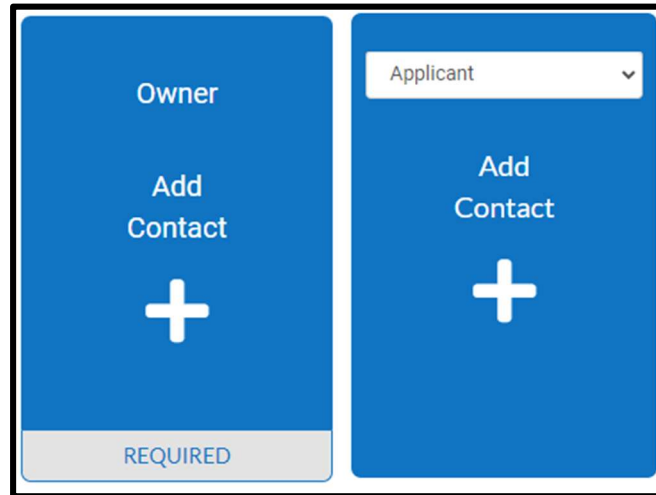 Owner
Add
Contact
REQUIRED
Applicant
Add
Contact